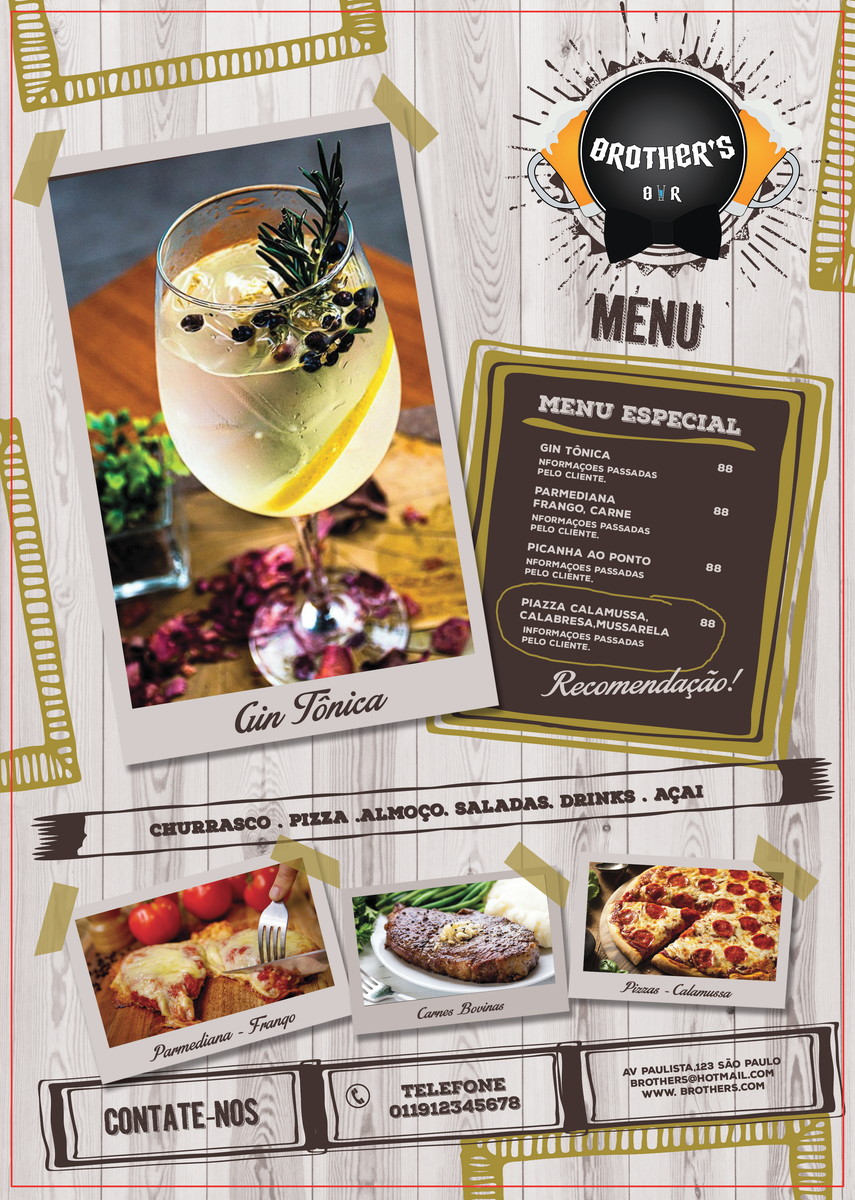 BROTHER'S
BAR
MENU
MENU ESPECIAL
GIN TÔNICA
NFORMAÇOES PASSADAS
PELO CLIENTE.
88
PARMEDIANA
FRANGO, CARNE
NFORMAÇOES PASSADAS
PELO CLIENTE.
88
PICANHA AO PONTO
NFORMAÇOES PASSADAS
PELO CLIENTE.
88
PIAZZA CALAMUSSA,
CALABRESA,MUSSARELA
INFORMAÇOES PASSADAS
PELO CLIENTE.
88
Recomendação!
Gin Tônica
CHURRASCO . PIZZA .ALMOÇO. SALADAS. DRINKS . AÇAI
Parmediana - Franqo
Carnes Bovinas
Pizzas - Calamussa
CONTATE-NOS
TELEFONE
011912345678
AV PAULISTA,123 SÃO PAULO
BROTHERS@HOTMAIL.COM
WWW. BROTHERS.COM